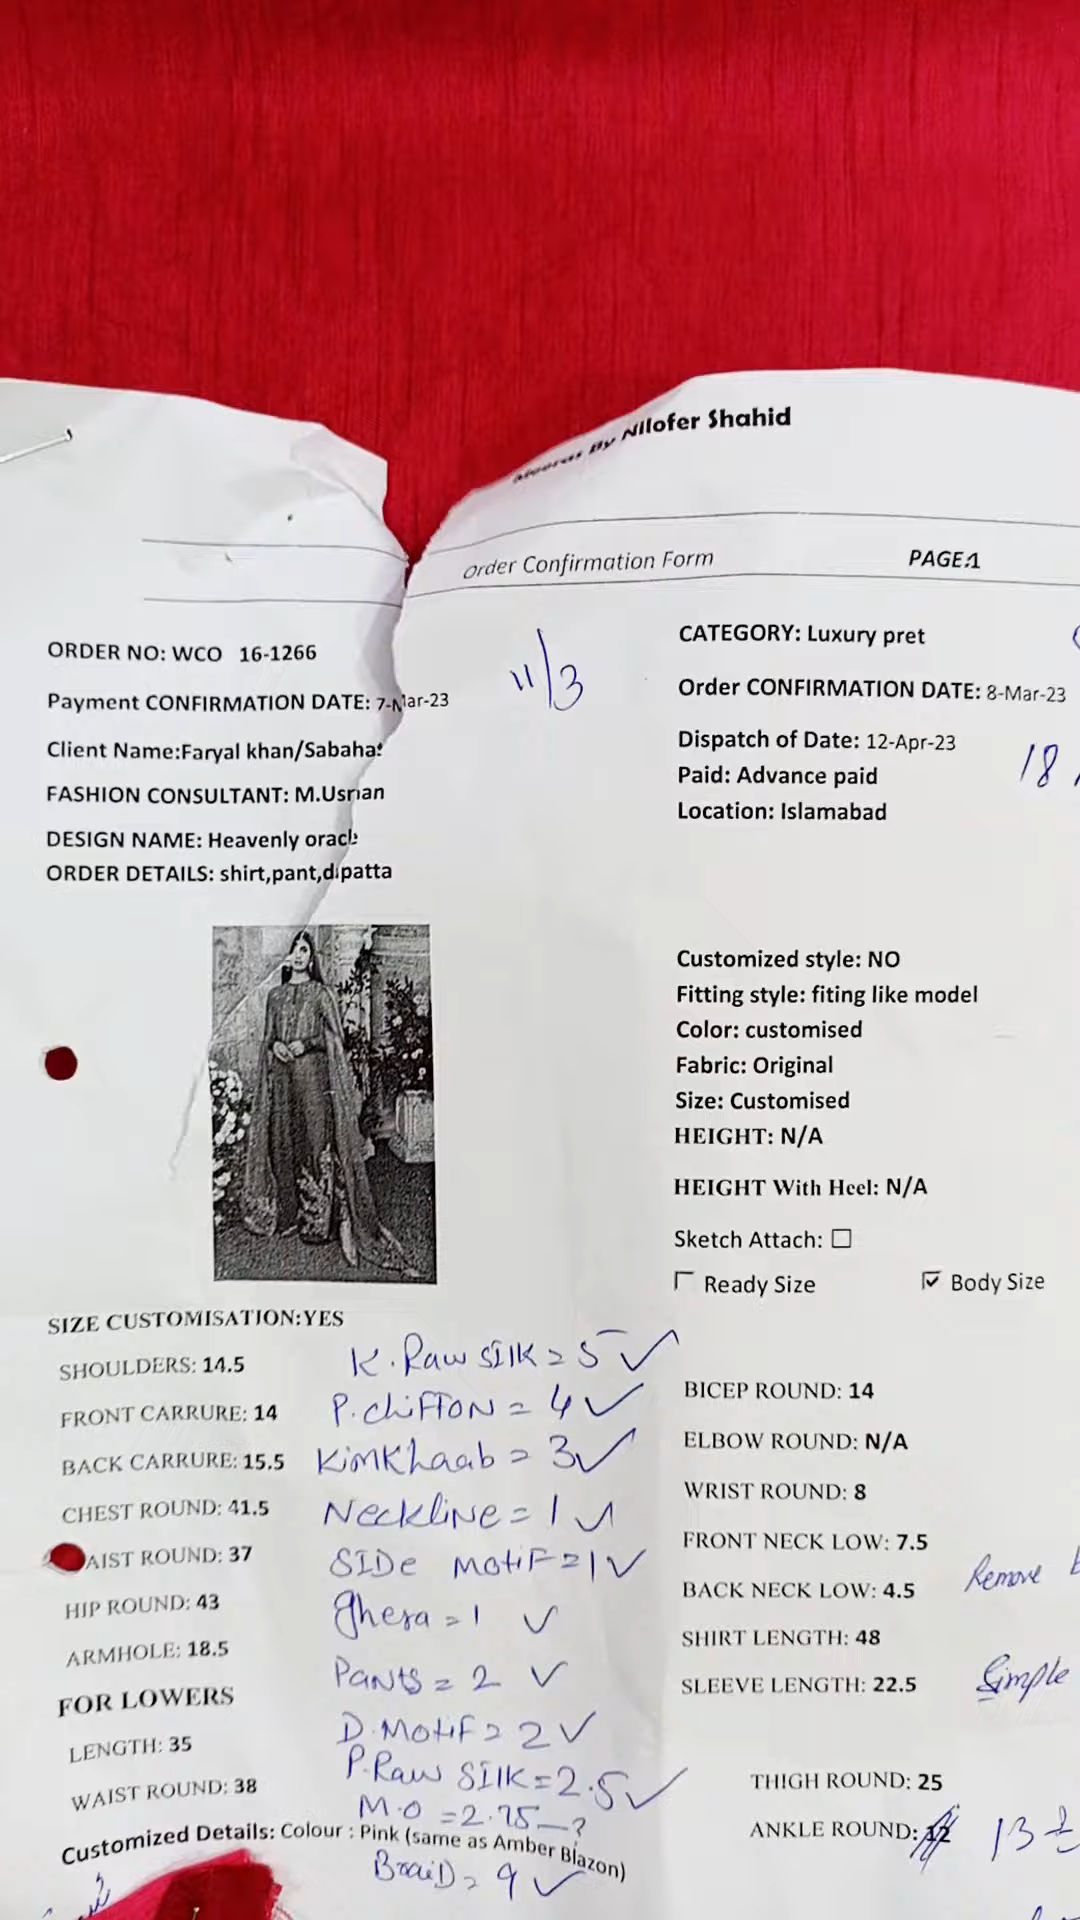 Meeras By Nilofer Shahid
Order Confirmation Form PAGE:1
ORDER NO: WCO 16-1266
11/3
CATEGORY: Luxury pret
Payment CONFIRMATION DATE: 7-Mar-23
Order CONFIRMATION DATE: 8-Mar-23
Client Name:Faryal khan/Sabaha
Dispatch of Date: 12-Apr-23
18
Paid: Advance paid
FASHION CONSULTANT: M.Usman
Location: Islamabad
DESIGN NAME: Heavenly oracle
ORDER DETAILS: shirt,pant,dupatta
Customized style: NO
Fitting style: fiting like model
Color: customised
Fabric: Original
Size: Customised
HEIGHT: N/A
HEIGHT With Heel: N/A
Sketch Attach: ☐
Ready Size ☑ Body Size
SIZE CUSTOMISATION:YES
SHOULDERS: 14.5 K. Raw SILK = 5 ✓
BICEP ROUND: 14
FRONT CARRURE: 14 P. chiffon = 4 ✓
ELBOW ROUND: N/A
BACK CARRURE: 15.5 Kimkhaab = 3 ✓
WRIST ROUND: 8
CHEST ROUND: 41.5 Neckline = 1 ✓
FRONT NECK LOW: 7.5
AIST ROUND: 37 SIDe Motif = 1 ✓
BACK NECK LOW: 4.5 Remove
HIP ROUND: 43 ghera = 1 ✓
SHIRT LENGTH: 48
ARMHOLE: 18.5
SLEEVE LENGTH: 22.5 Simple
FOR LOWERS Pants = 2 ✓
LENGTH: 35 D. Motif = 2 ✓
WAIST ROUND: 38 P. Raw SILK = 2.5 ✓
THIGH ROUND: 25
M.O = 2.75 — ?
ANKLE ROUND: 12 13
Customized Details: Colour : Pink (same as Amber Blazon)
BraiD = 9 ✓